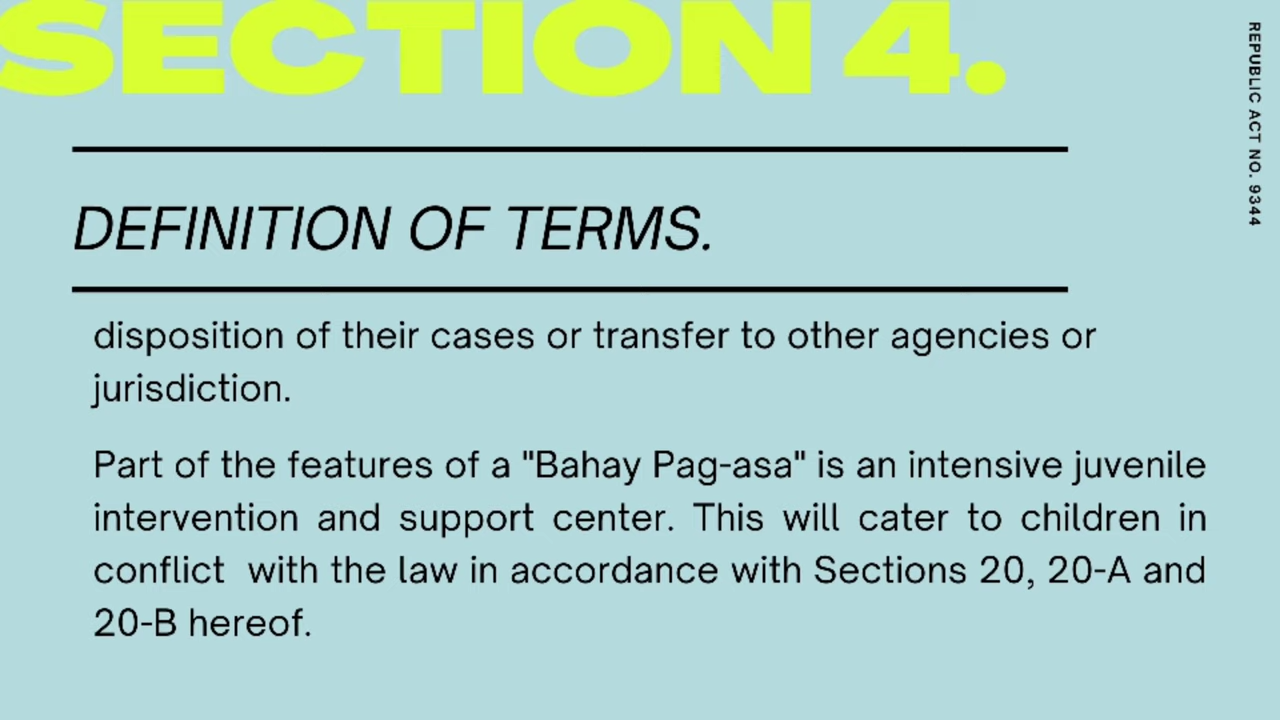 SECTION 4.
REPUBLIC ACT NO. 9344
DEFINITION OF TERMS.
disposition of their cases or transfer to other agencies or
jurisdiction.
Part of the features of a "Bahay Pag-asa" is an intensive juvenile
intervention and support center. This will cater to children in
conflict with the law in accordance with Sections 20, 20-A and
20-B hereof.